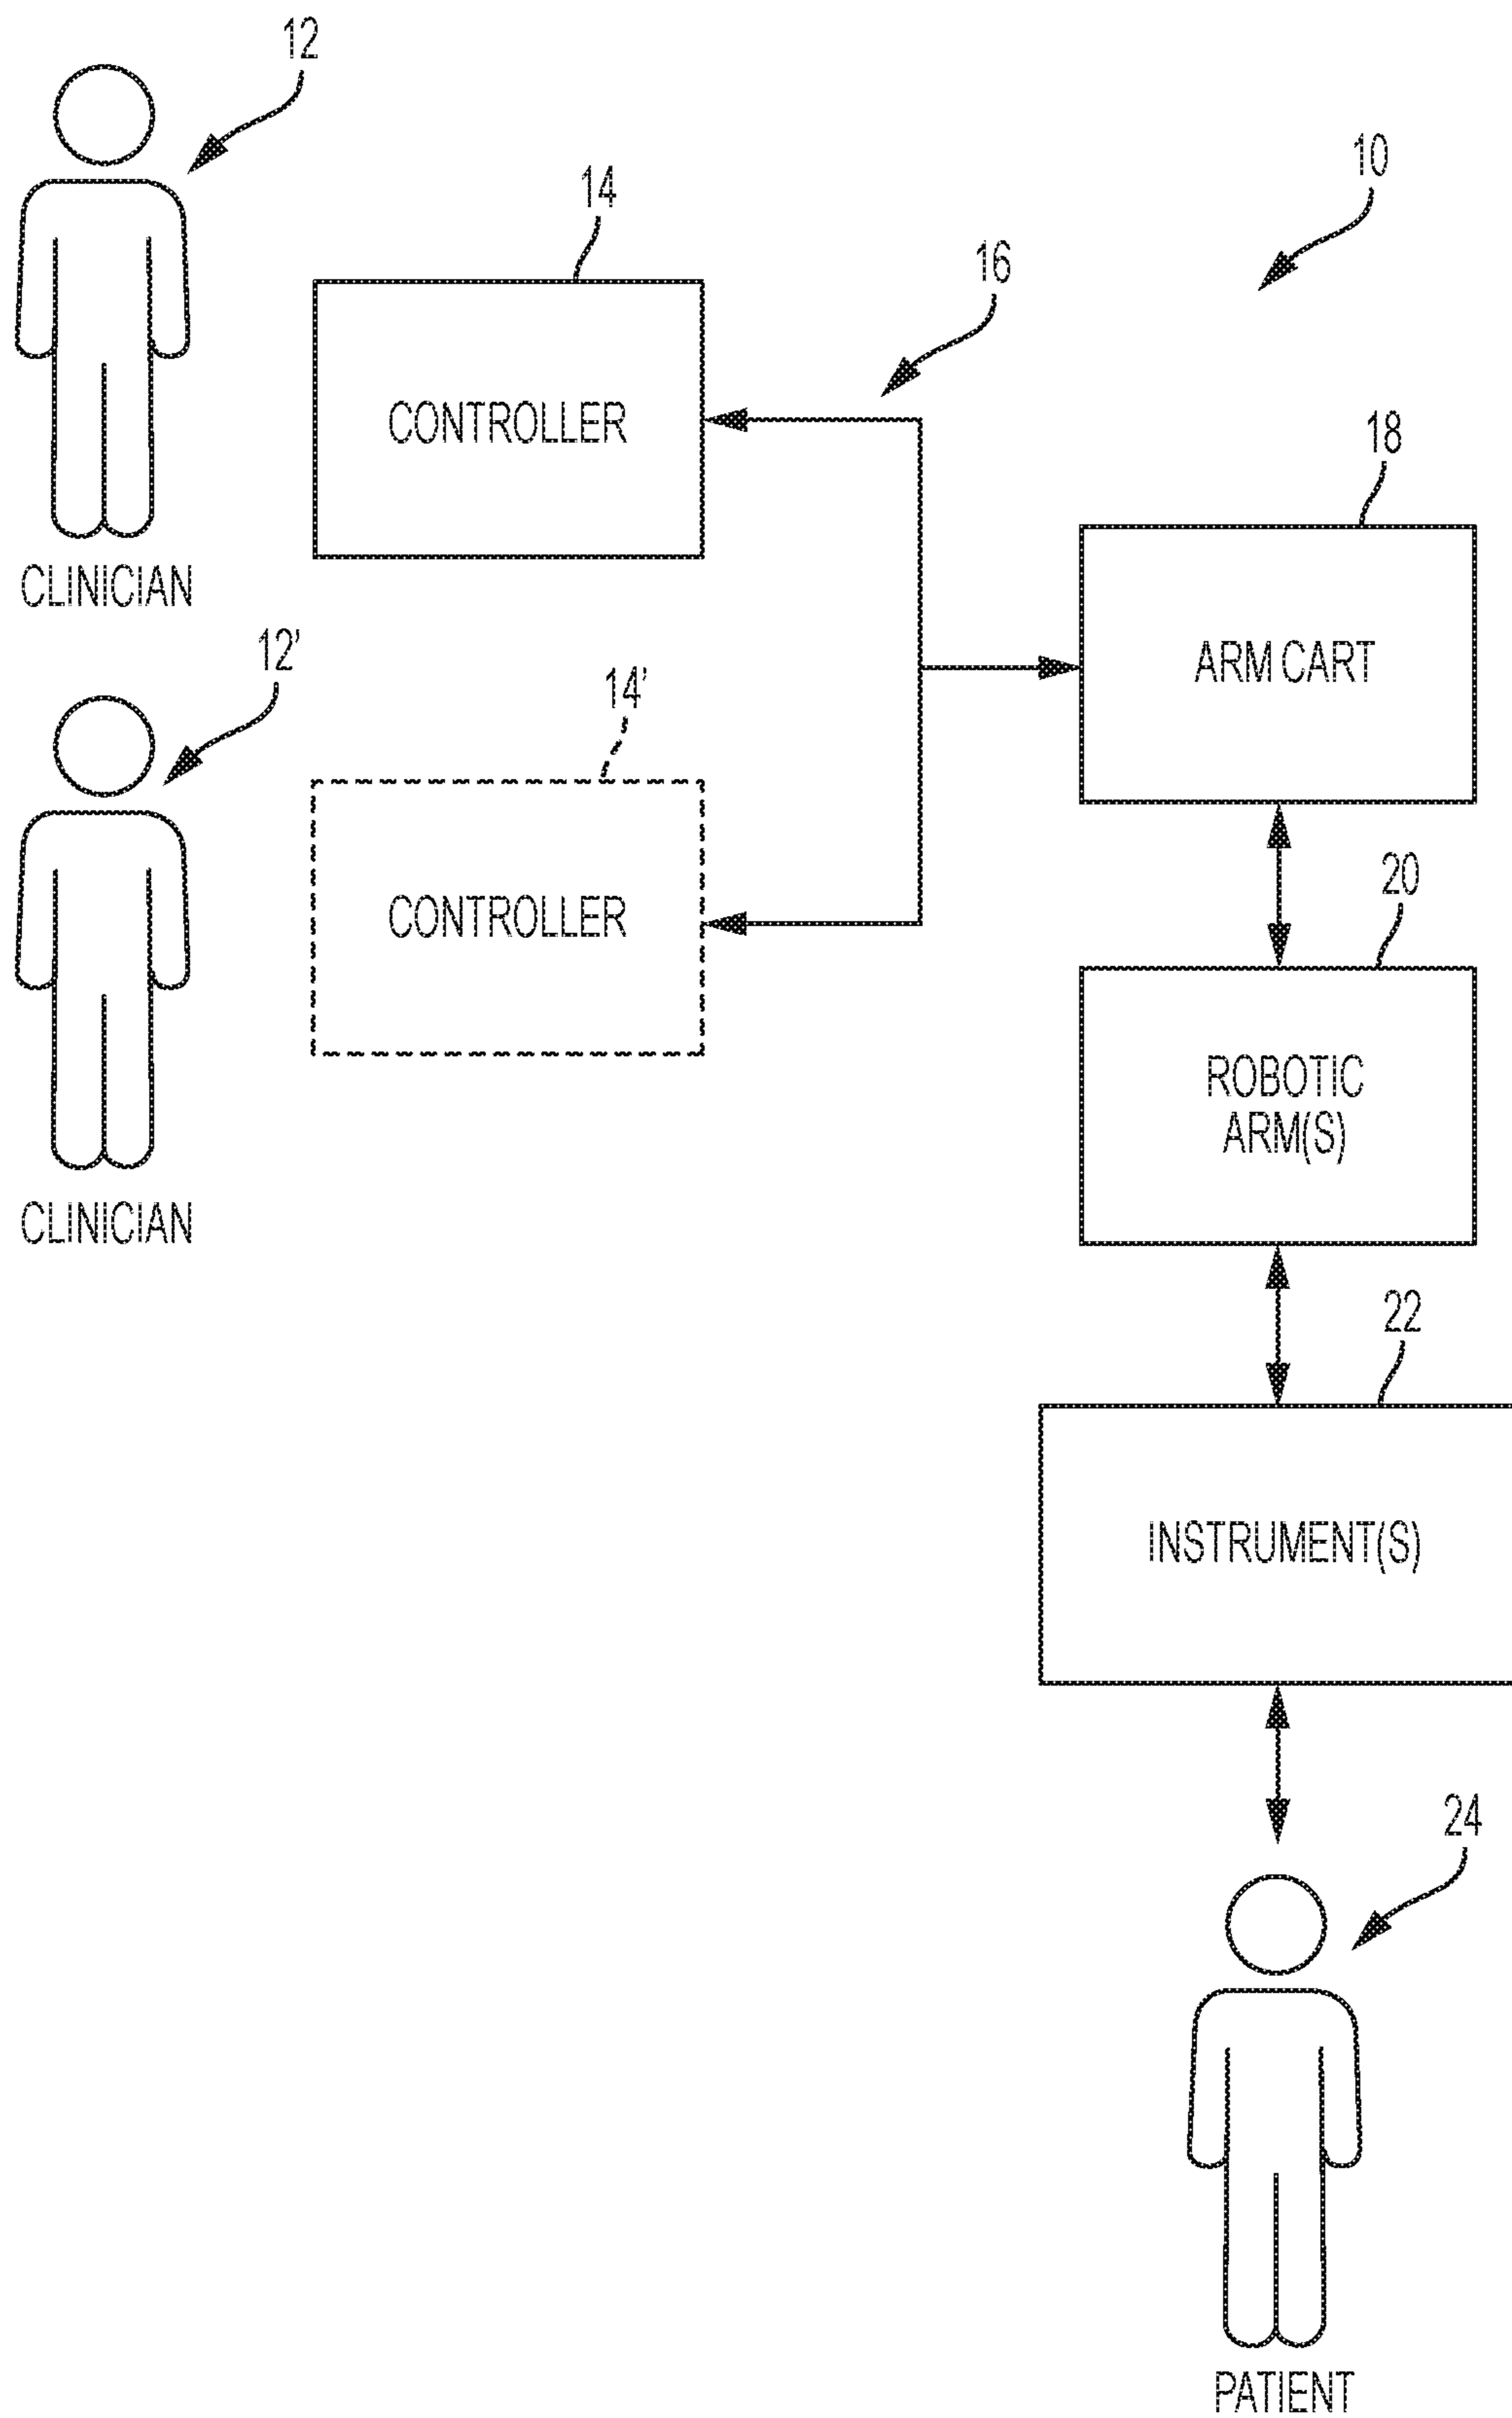 12
10
14
16
CONTROLLER
18
CLINICIAN
12'
14'
ARM CART
20
CONTROLLER
ROBOTIC
ARM(S)
CLINICIAN
22
INSTRUMENT(S)
24
PATIENT